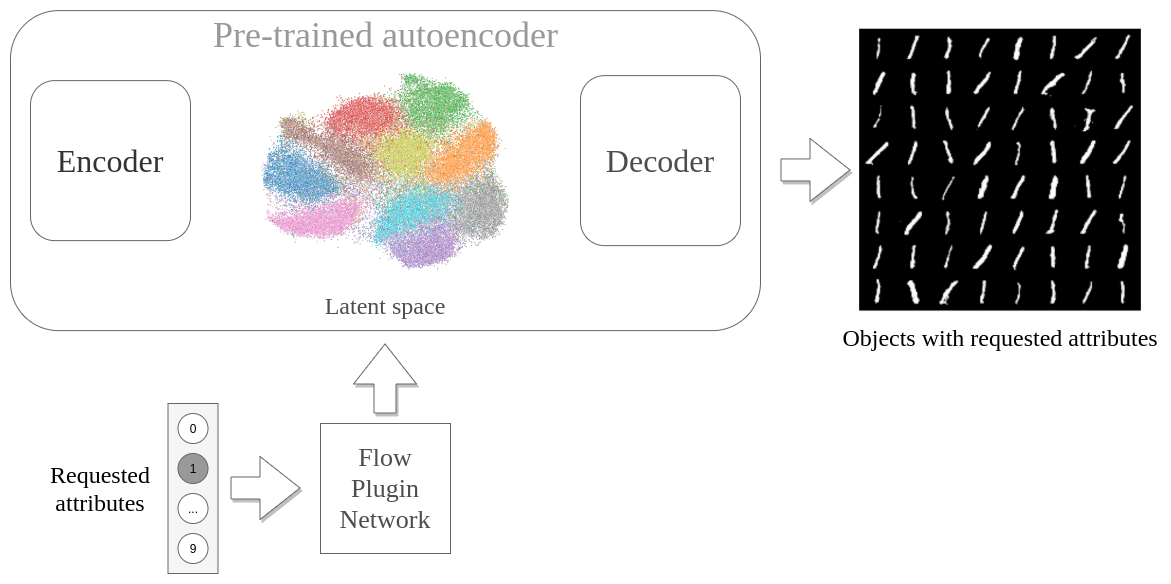 Pre-trained autoencoder
Encoder
Decoder
Latent space
Objects with requested attributes
Requested
attributes
0
1
...
9
Flow
Plugin
Network